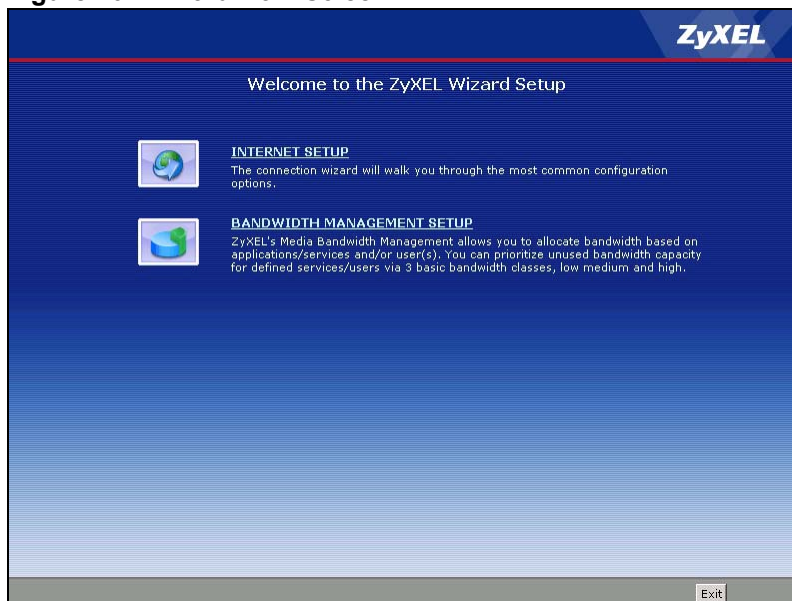 ZyXEL
Welcome to the ZyXEL Wizard Setup
INTERNET SETUP
The connection wizard will walk you through the most common configuration
options.
BANDWIDTH MANAGEMENT SETUP
ZyXEL's Media Bandwidth Management allows you to allocate bandwidth based on
applications/services and/or user(s). You can prioritize unused bandwidth capacity
for defined services/users via 3 basic bandwidth classes, low medium and high.
Exit